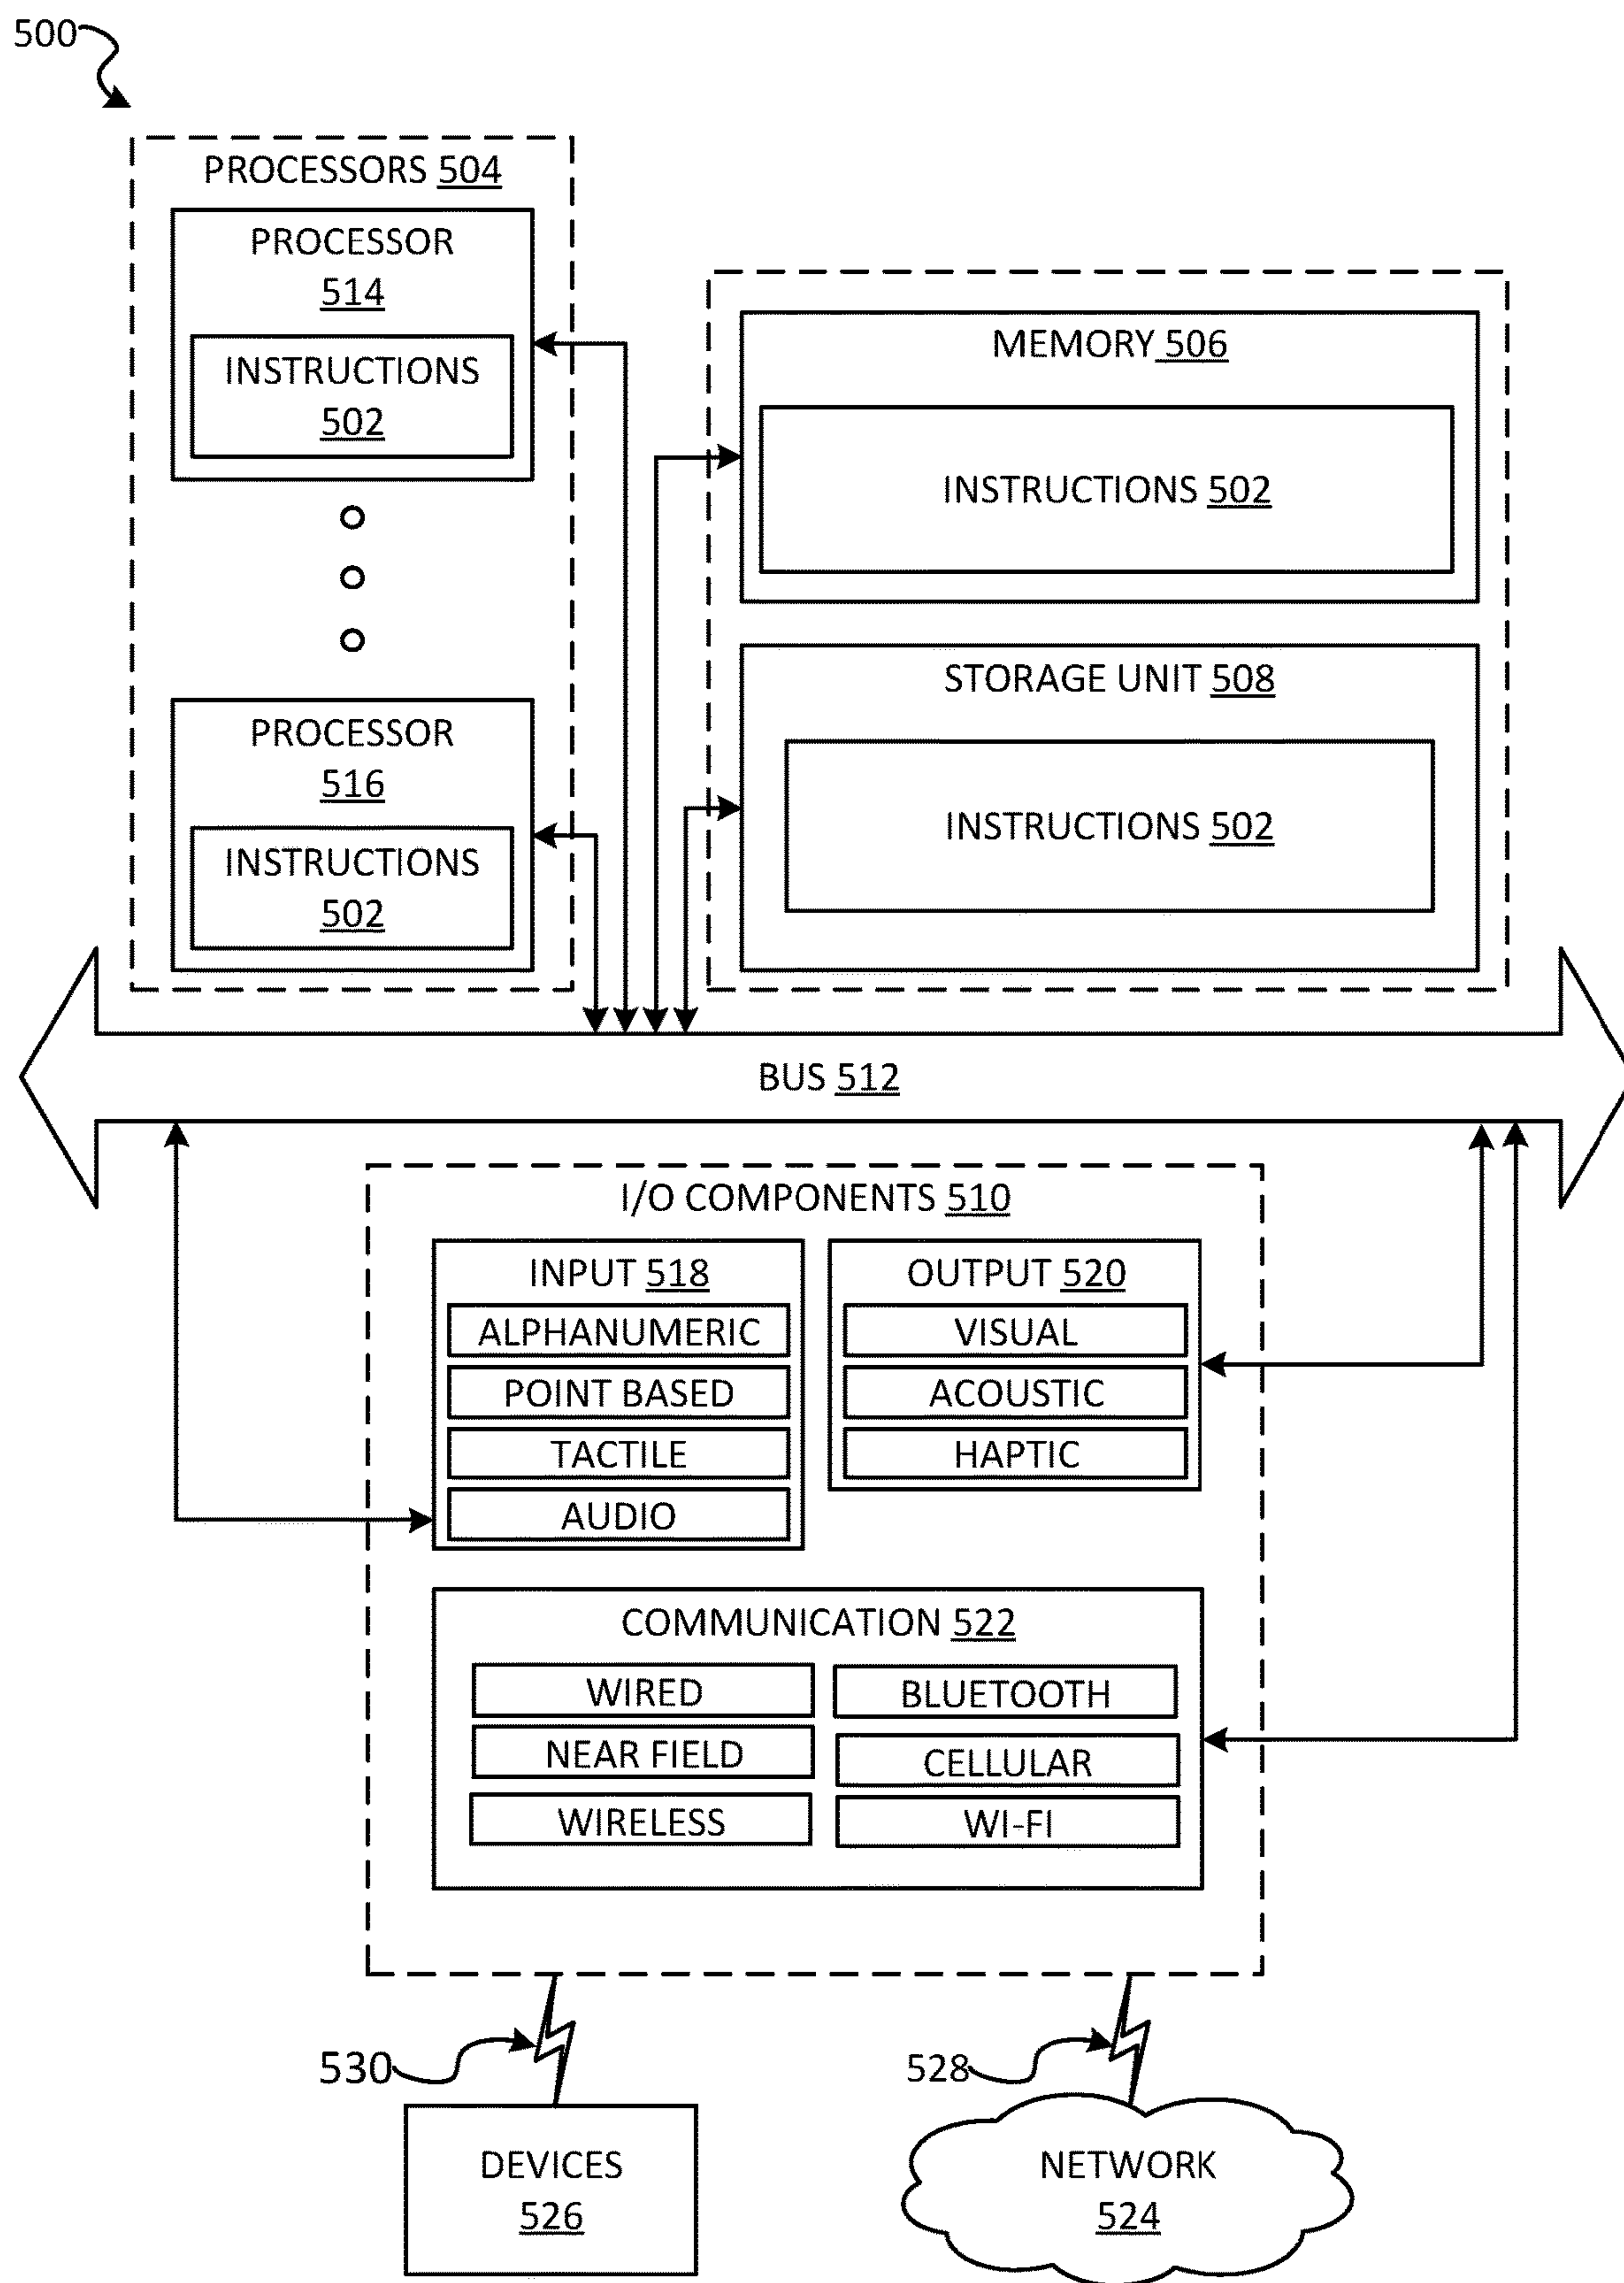 500
PROCESSORS 504
PROCESSOR
514
INSTRUCTIONS
502
PROCESSOR
516
INSTRUCTIONS
502
MEMORY 506
INSTRUCTIONS 502
STORAGE UNIT 508
INSTRUCTIONS 502
BUS 512
I/O COMPONENTS 510
INPUT 518
ALPHANUMERIC
POINT BASED
TACTILE
AUDIO
OUTPUT 520
VISUAL
ACOUSTIC
HAPTIC
COMMUNICATION 522
WIRED
NEAR FIELD
WIRELESS
BLUETOOTH
CELLULAR
WI-FI
530
528
DEVICES
526
NETWORK
524